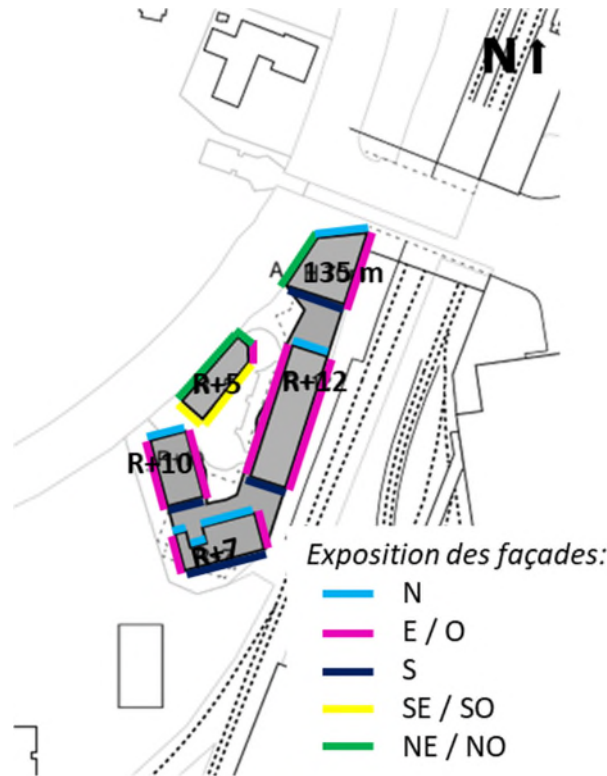 N
A
135 m
R+5
R+12
R+10
R+7
Exposition des façades:
N
E / O
S
SE / SO
NE / NO